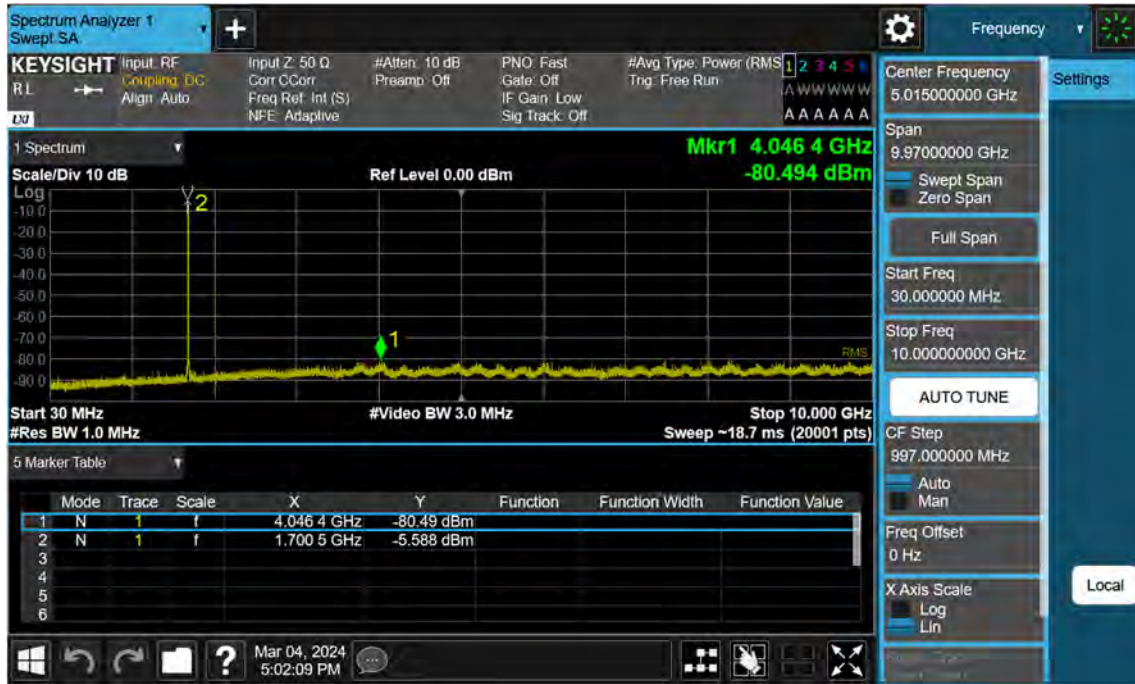 Spectrum Analyzer 1
Swept SA
Frequency
KEYSIGHT
RL
LXI
Input: RF
Coupling: DC
Align: Auto
Input Z: 50 Ω
Corr CCorr
Freq Ref: Int (S)
NFE: Adaptive
#Atten: 10 dB
Preamp: Off
PNO: Fast
Gate: Off
IF Gain: Low
Sig Track: Off
#Avg Type: Power (RMS
Trig: Free Run
1 2 3 4 5 6
A W W W W W
A A A A A A
1 Spectrum
Scale/Div 10 dB
Ref Level 0.00 dBm
Mkr1 4.046 4 GHz
-80.494 dBm
Log
-10.0
-20.0
-30.0
-40.0
-50.0
-60.0
-70.0
-80.0
-90.0
2
1
RMS
Start 30 MHz
#Video BW 3.0 MHz
Stop 10.000 GHz
#Res BW 1.0 MHz
Sweep ~18.7 ms (20001 pts)
5 Marker Table
Mode Trace Scale X Y Function Function Width Function Value
1 N 1 f 4.046 4 GHz -80.49 dBm
2 N 1 f 1.700 5 GHz -5.588 dBm
3
4
5
6
Mar 04, 2024
5:02:09 PM
?
Center Frequency
5.015000000 GHz
Settings
Span
9.97000000 GHz
Swept Span
Zero Span
Full Span
Start Freq
30.000000 MHz
Stop Freq
10.000000000 GHz
AUTO TUNE
CF Step
997.000000 MHz
Auto
Man
Freq Offset
0 Hz
X Axis Scale
Log
Lin
Local